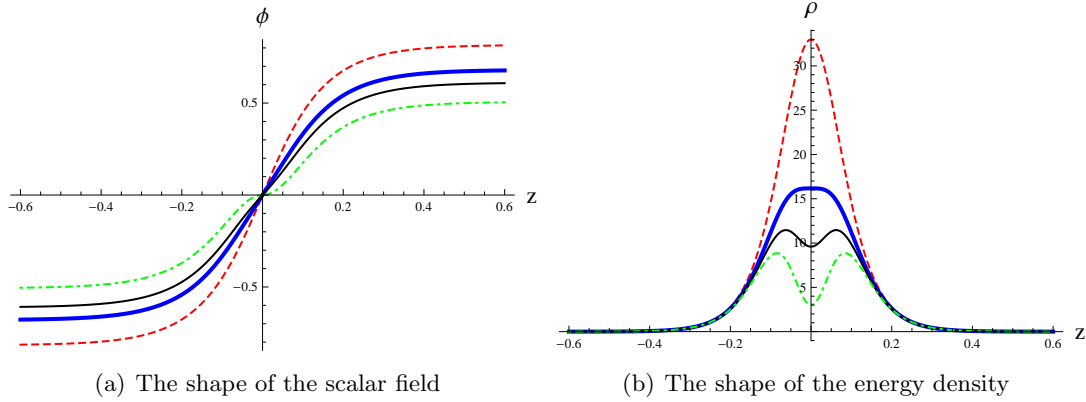 ϕ
0.5
−0.6 −0.4 −0.2 0.2 0.4 0.6 z
−0.5
(a) The shape of the scalar field
ρ
30
25
20
15
10
5
−0.6 −0.4 −0.2 0.2 0.4 0.6 z
(b) The shape of the energy density